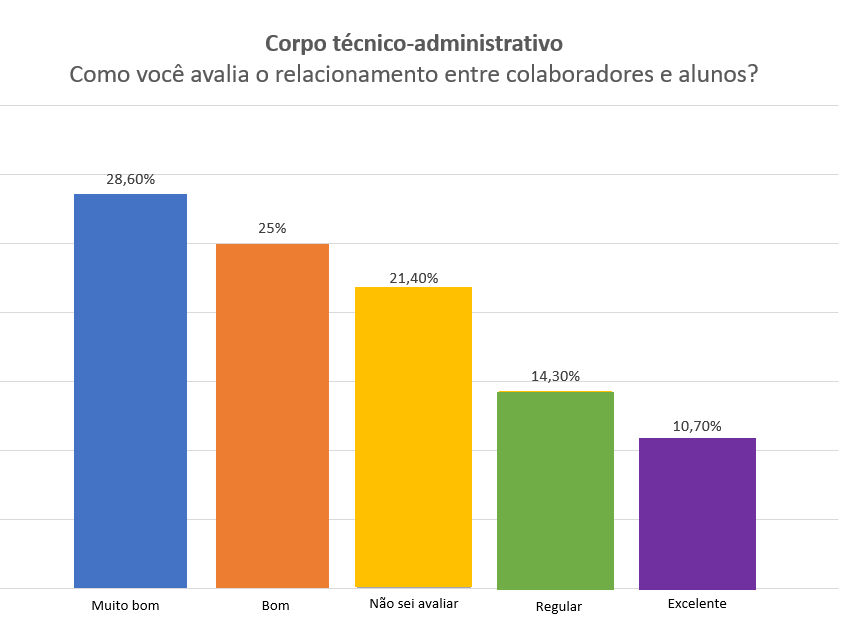 Corpo técnico-administrativo
Como você avalia o relacionamento entre colaboradores e alunos?
28,60%
25%
21,40%
14,30%
10,70%
Muito bom
Bom
Não sei avaliar
Regular
Excelente